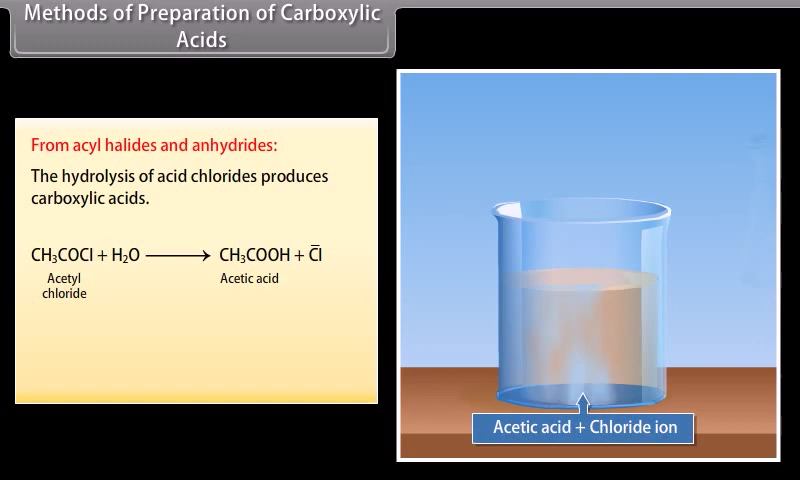 Methods of Preparation of Carboxylic
Acids
From acyl halides and anhydrides:
The hydrolysis of acid chlorides produces
carboxylic acids.
CH₃COCl + H₂O ⟶ CH₃COOH + C̅l
Acetyl
chloride
Acetic acid
Acetic acid + Chloride ion